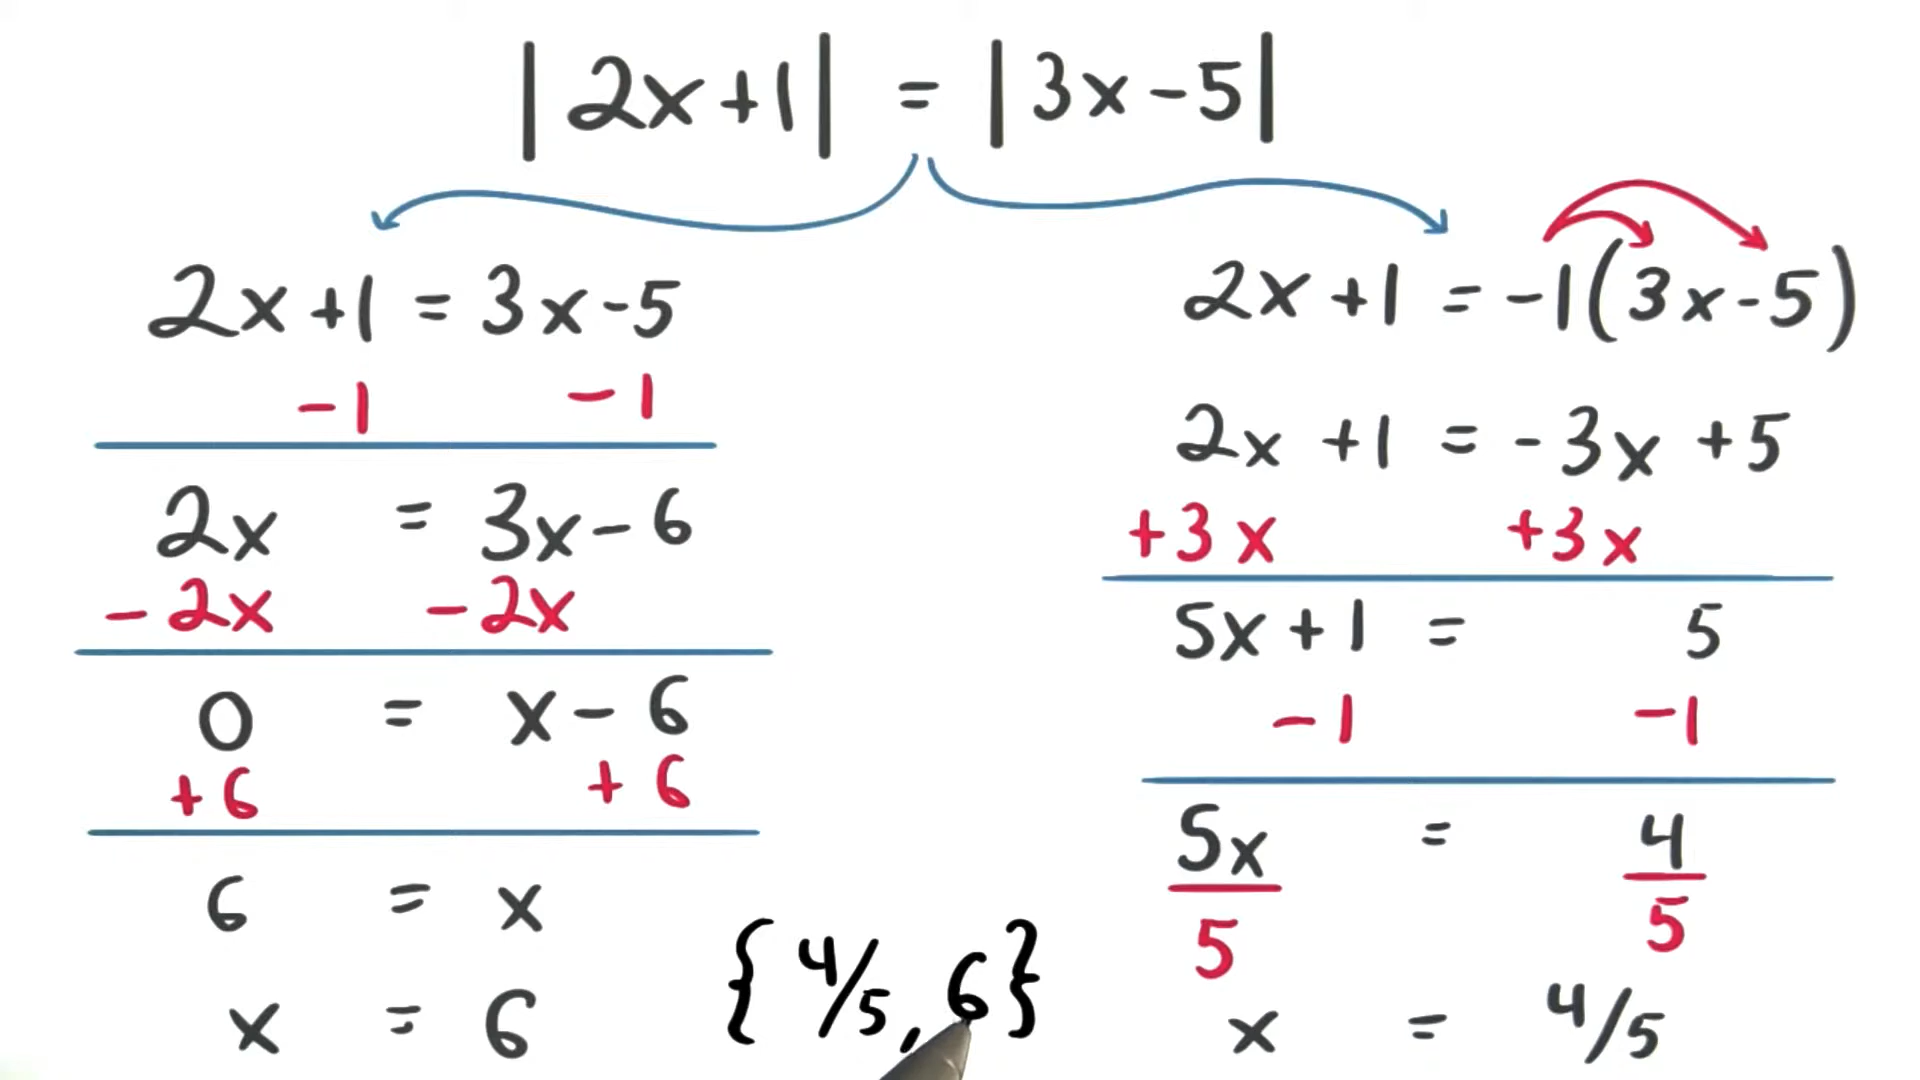 |2x+1| = |3x-5|
2x+1 = 3x-5
-1 -1
2x = 3x-6
-2x -2x
0 = x-6
+6 +6
6 = x
x = 6
2x+1 = -1(3x-5)
2x+1 = -3x+5
+3x +3x
5x+1 = 5
-1 -1
5x = 4
5 5
x = 4/5
{4/5, 6}